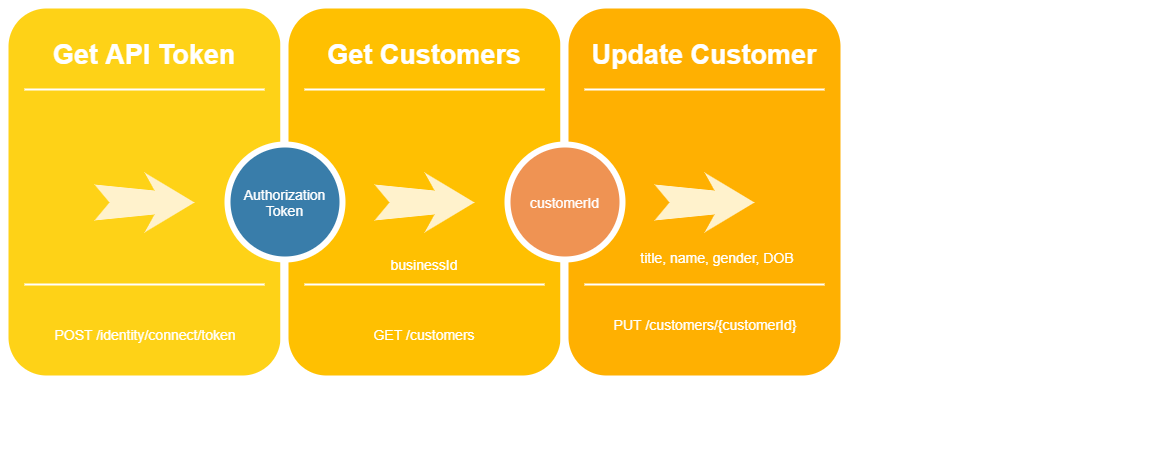 Get API Token
Get Customers
Update Customer
Authorization
Token
customerId
businessId
title, name, gender, DOB
POST /identity/connect/token
GET /customers
PUT /customers/{customerId}